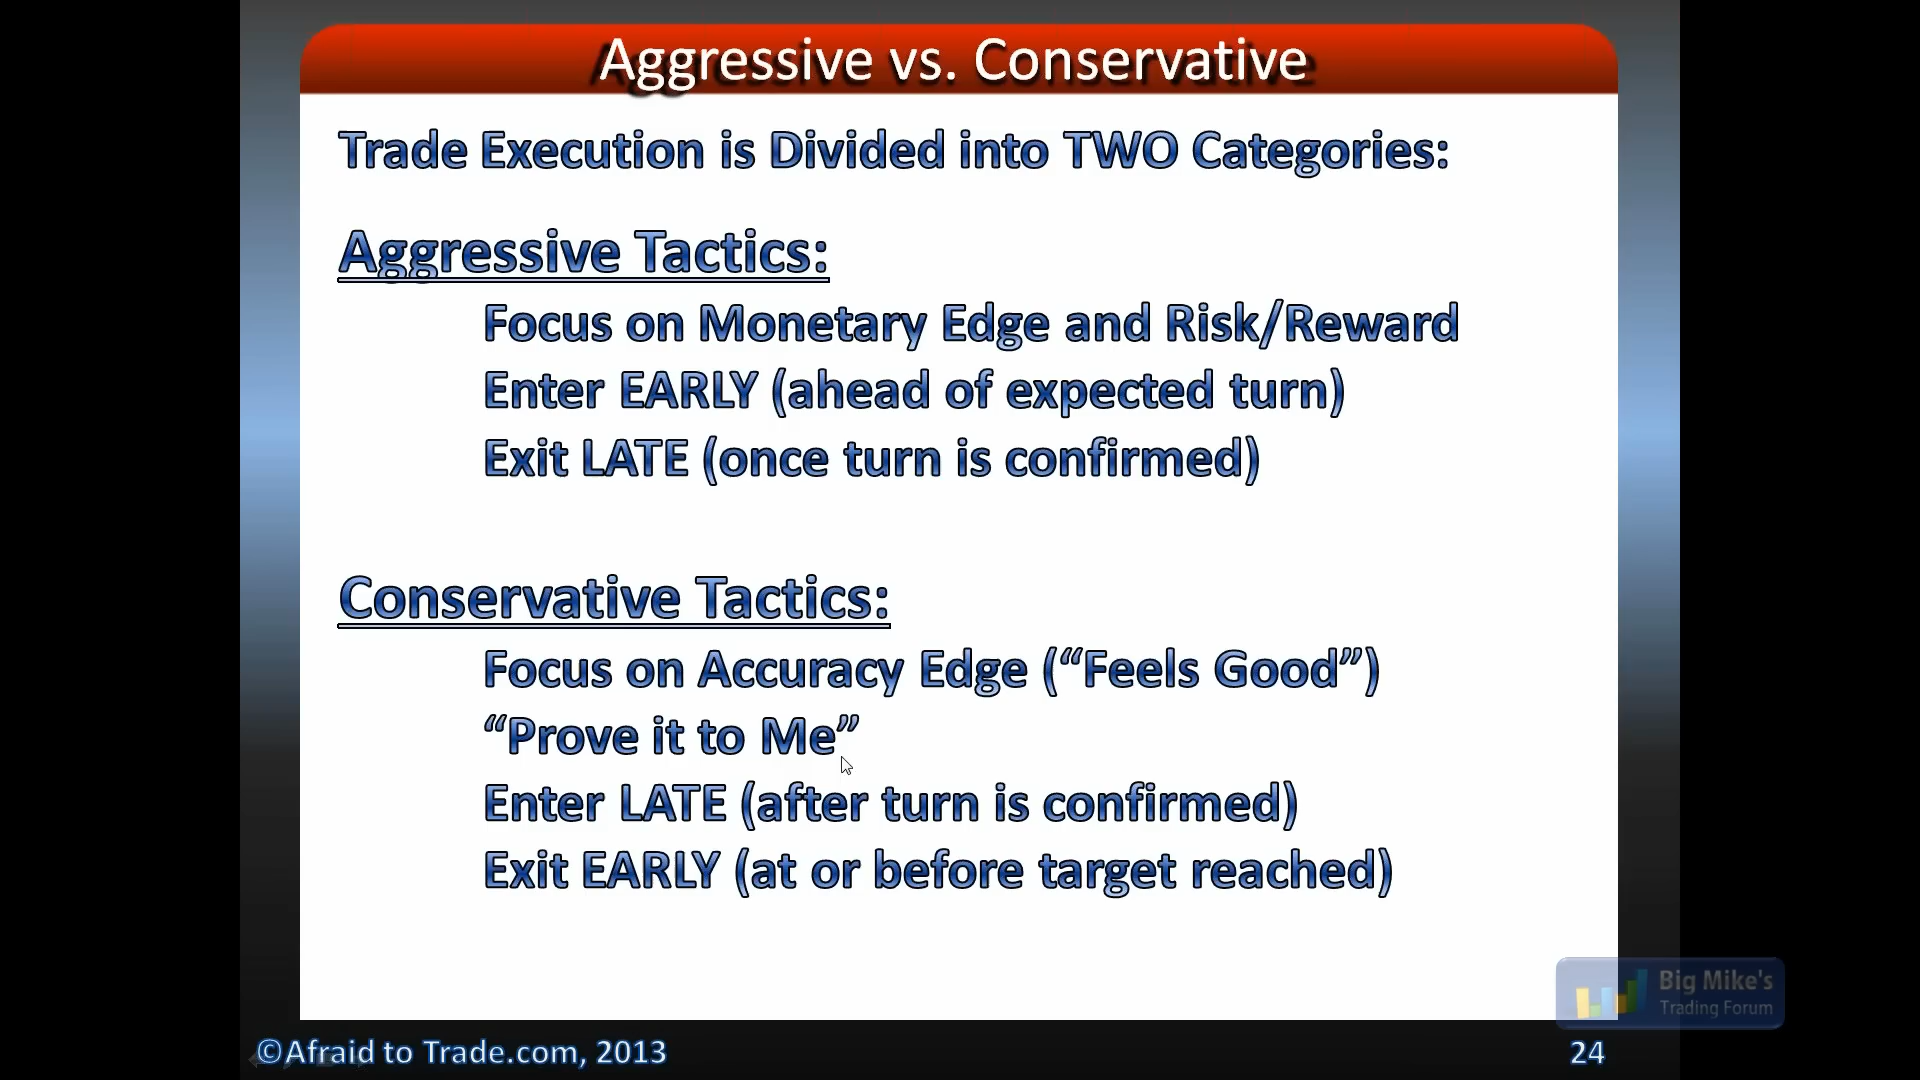 Aggressive vs. Conservative
Trade Execution is Divided into TWO Categories:
Aggressive Tactics:
Focus on Monetary Edge and Risk/Reward
Enter EARLY (ahead of expected turn)
Exit LATE (once turn is confirmed)
Conservative Tactics:
Focus on Accuracy Edge (“Feels Good”)
“Prove it to Me”
Enter LATE (after turn is confirmed)
Exit EARLY (at or before target reached)
Big Mike's
Trading Forum
©Afraid to Trade.com, 2013
24